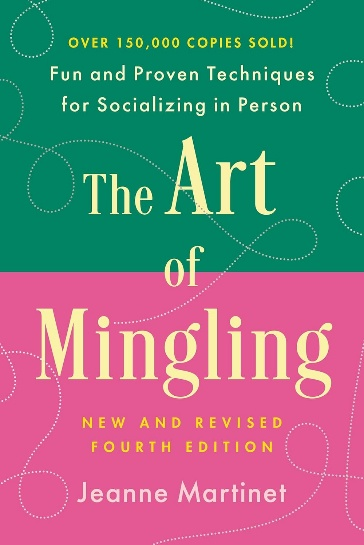 OVER 150,000 COPIES SOLD!
Fun and Proven Techniques
for Socializing in Person
The Art
of
Mingling
NEW AND REVISED
FOURTH EDITION
Jeanne Martinet